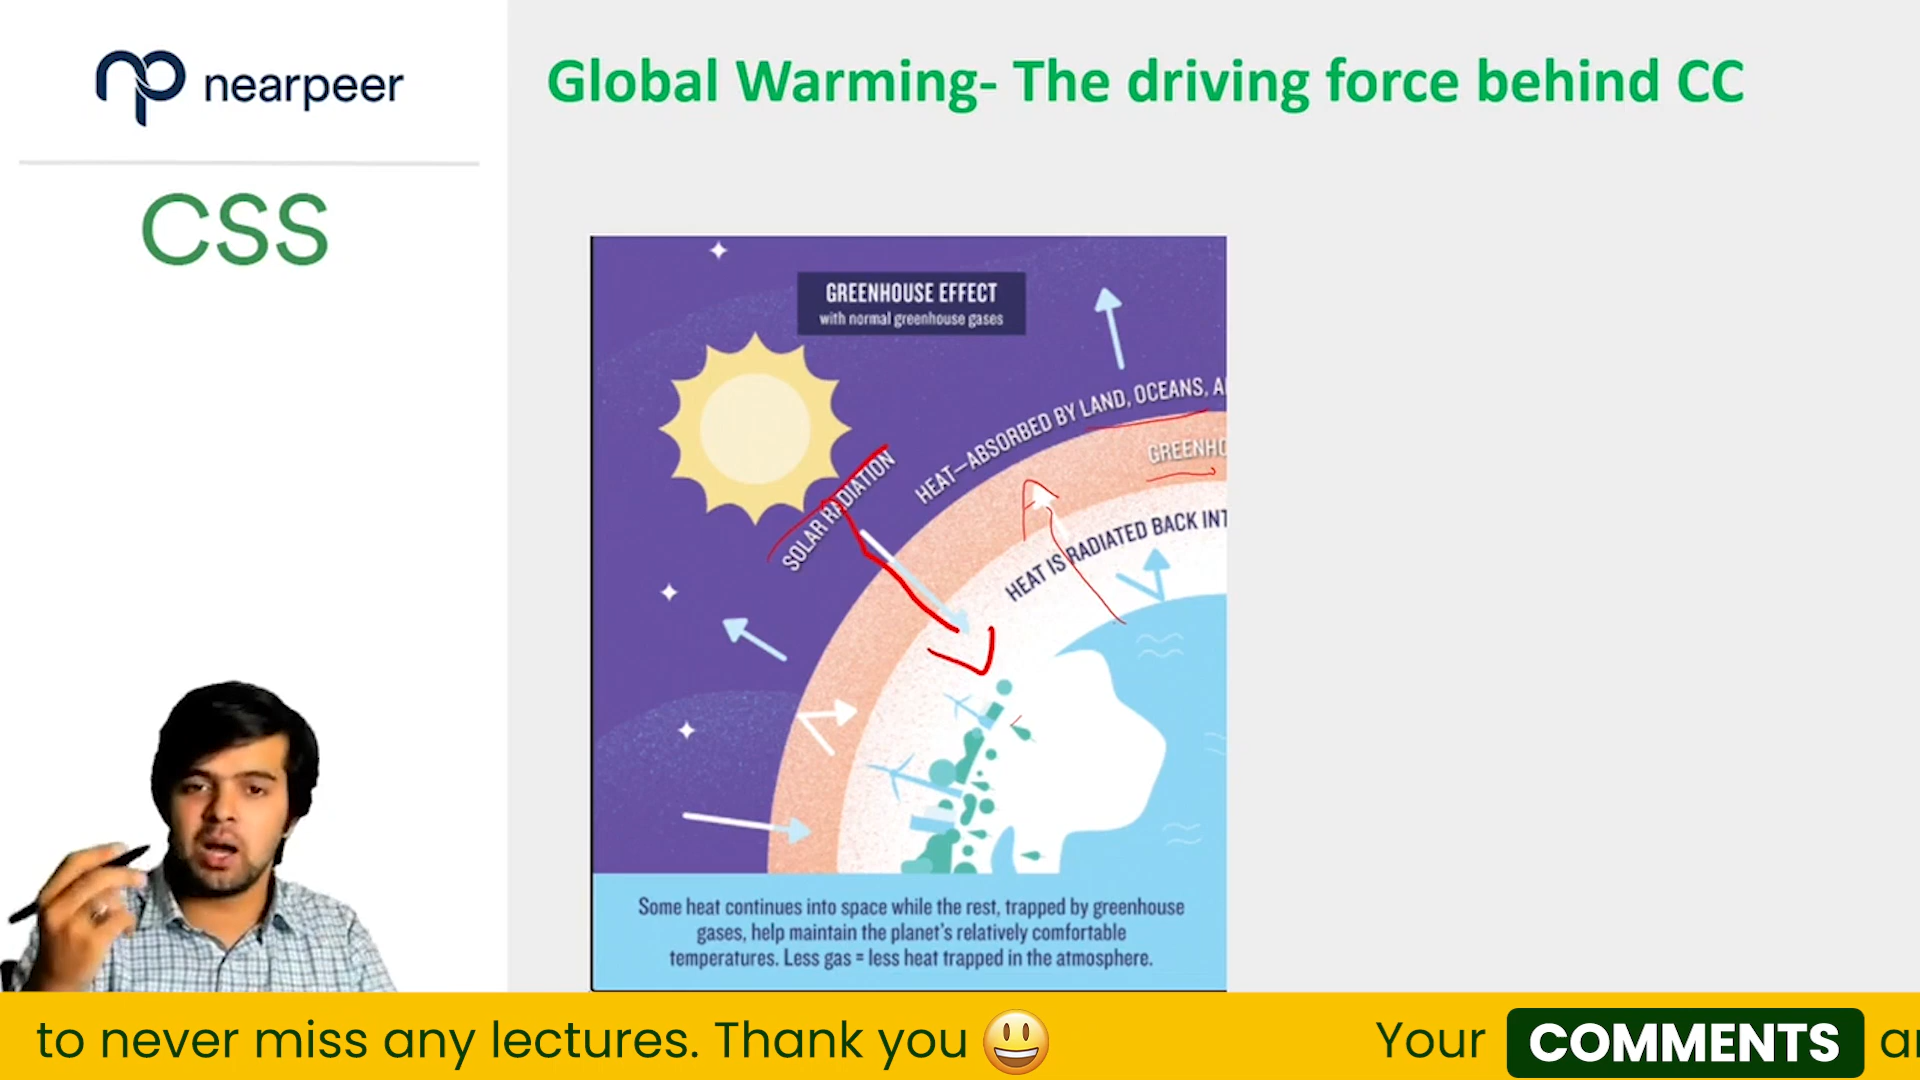 nearpeer
CSS
Global Warming- The driving force behind CC
GREENHOUSE EFFECT
with normal greenhouse gases
SOLAR RADIATION
HEAT—ABSORBED BY LAND, OCEANS, A
GREENHO
HEAT IS RADIATED BACK INT
Some heat continues into space while the rest, trapped by greenhouse
gases, help maintain the planet's relatively comfortable
temperatures. Less gas = less heat trapped in the atmosphere.
to never miss any lectures. Thank you 😃 Your COMMENTS ar